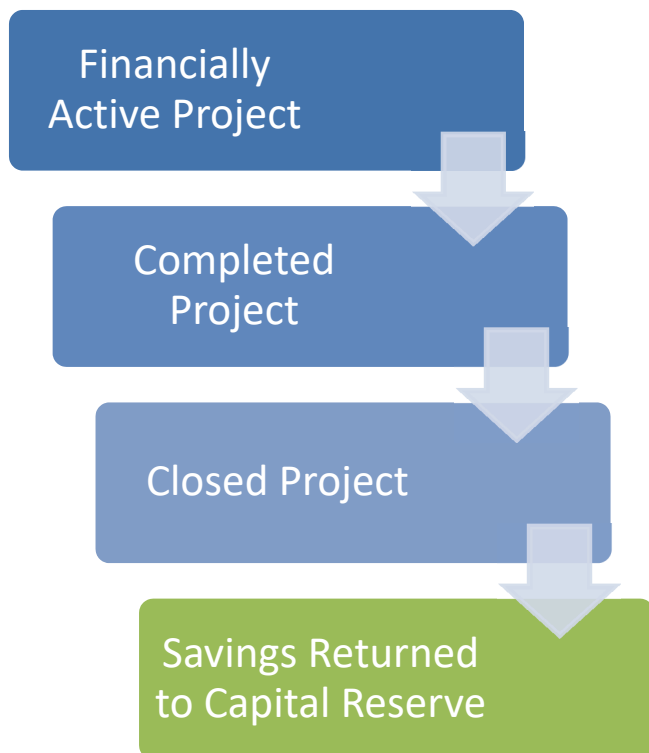 Financially
Active Project
Completed
Project
Closed Project
Savings Returned
to Capital Reserve